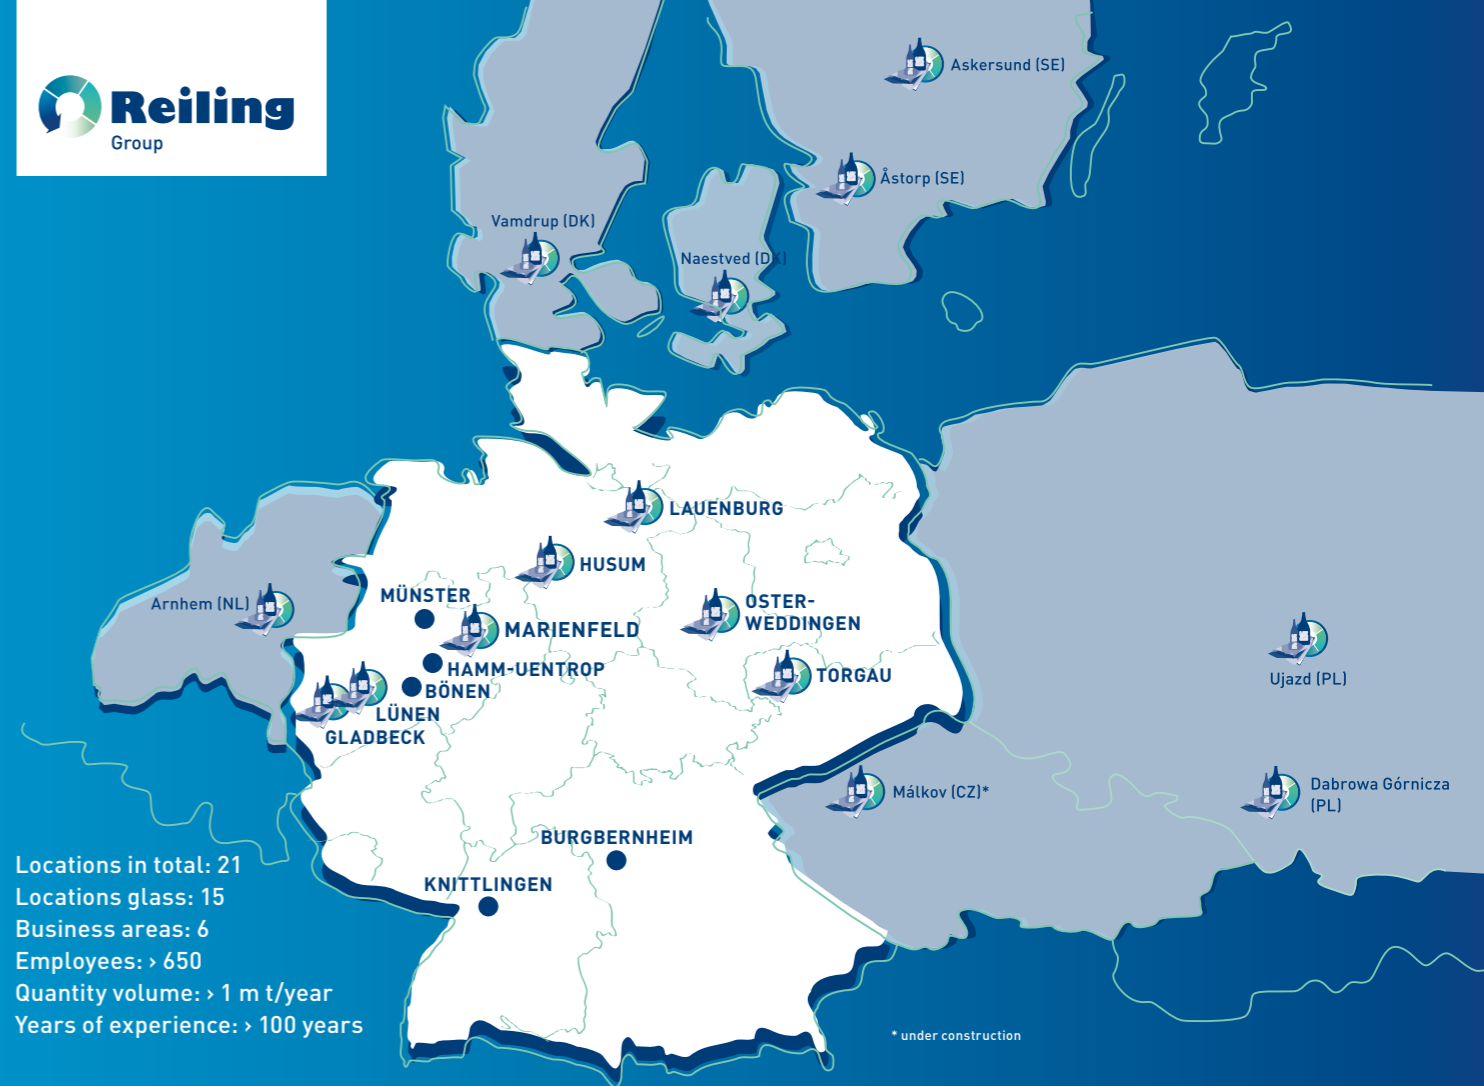 Reiling
Group
Askersund (SE)
Åstorp (SE)
Vamdrup (DK)
Naestved (DK)
LAUENBURG
HUSUM
MÜNSTER
Arnhem (NL)
OSTER-
WEDDINGEN
MARIENFELD
HAMM-UENTROP
TORGAU
Ujazd (PL)
BÖNEN
LÜNEN
GLADBECK
Málkov (CZ)*
Dabrowa Górnicza
(PL)
BURGBERNHEIM
KNITTLINGEN
Locations in total: 21
Locations glass: 15
Business areas: 6
Employees: › 650
Quantity volume: › 1 m t/year
Years of experience: › 100 years
* under construction